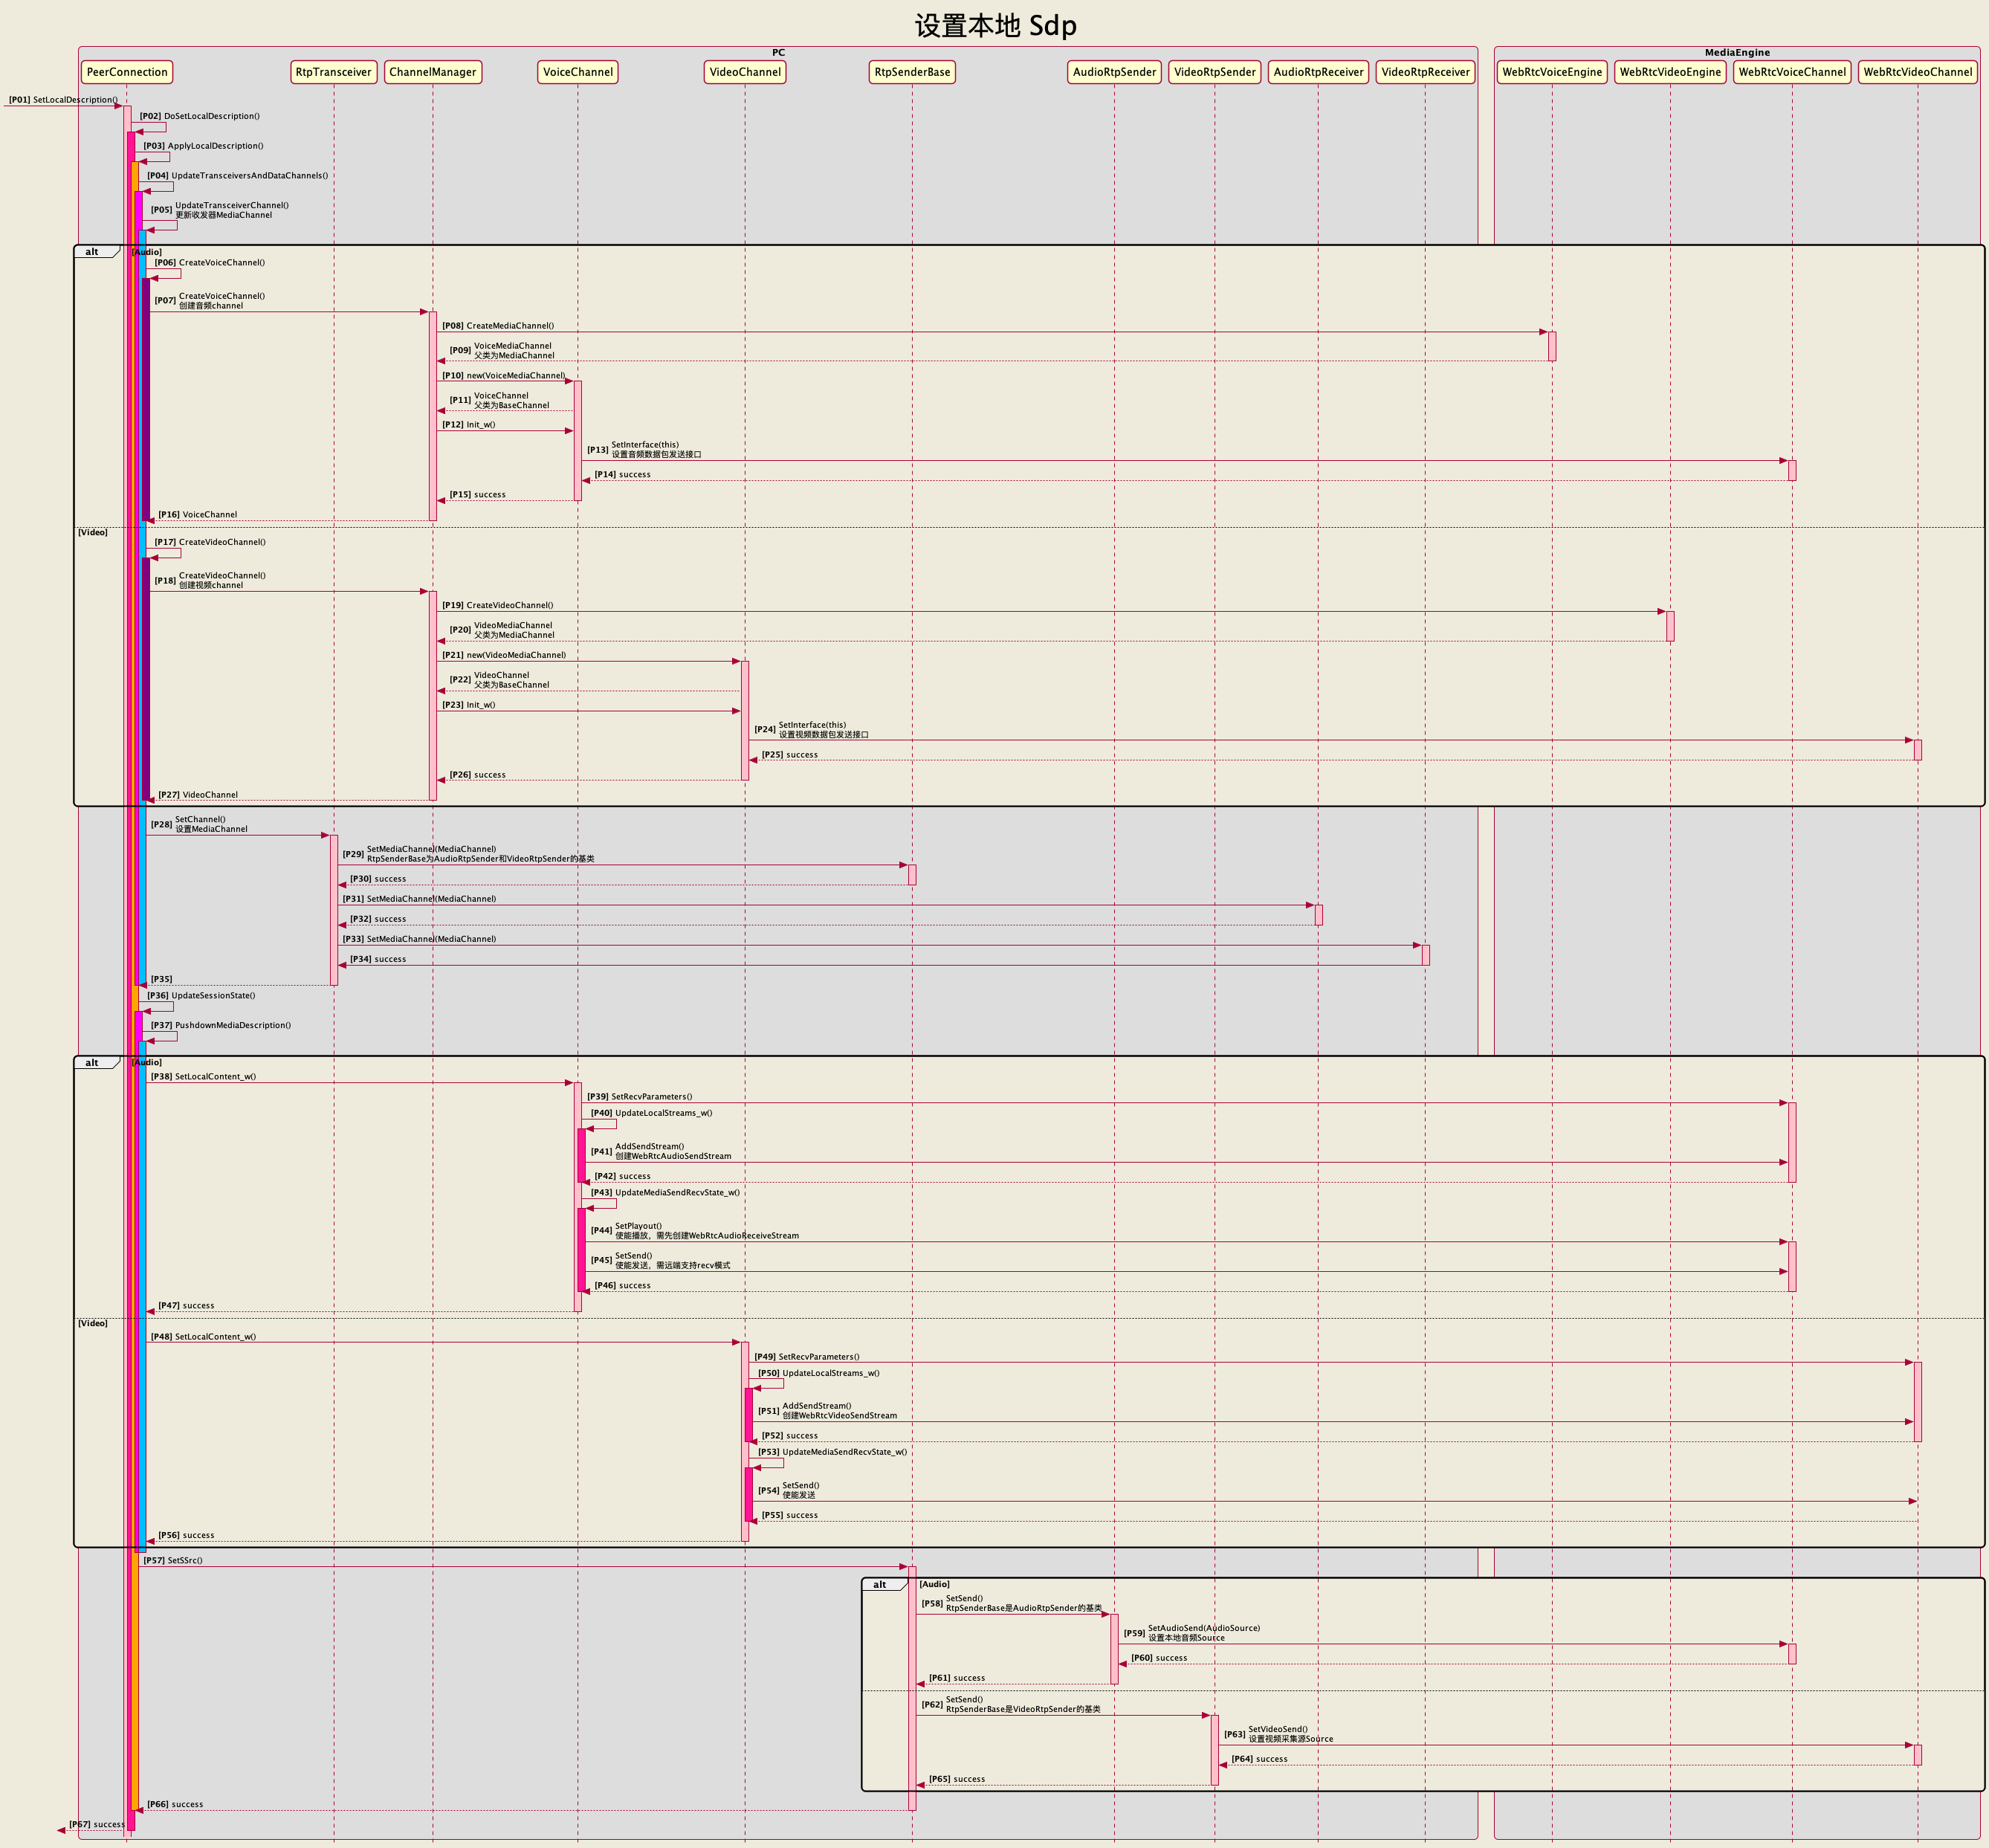 设置本地 Sdp
PC
MediaEngine
PeerConnection
RtpTransceiver
ChannelManager
VoiceChannel
VideoChannel
RtpSenderBase
AudioRtpSender
VideoRtpSender
AudioRtpReceiver
VideoRtpReceiver
WebRtcVoiceEngine
WebRtcVideoEngine
WebRtcVoiceChannel
WebRtcVideoChannel
[P01] SetLocalDescription()
[P02] DoSetLocalDescription()
[P03] ApplyLocalDescription()
[P04] UpdateTransceiversAndDataChannels()
[P05] UpdateTransceiverChannel()
更新收发器MediaChannel
alt [Audio]
[P06] CreateVoiceChannel()
[P07] CreateVoiceChannel()
创建音频channel
[P08] CreateMediaChannel()
[P09] VoiceMediaChannel
父类为MediaChannel
[P10] new(VoiceMediaChannel)
[P11] VoiceChannel
父类为BaseChannel
[P12] Init_w()
[P13] SetInterface(this)
设置音频数据包发送接口
[P14] success
[P15] success
[P16] VoiceChannel
[Video]
[P17] CreateVideoChannel()
[P18] CreateVideoChannel()
创建视频channel
[P19] CreateVideoChannel()
[P20] VideoMediaChannel
父类为MediaChannel
[P21] new(VideoMediaChannel)
[P22] VideoChannel
父类为BaseChannel
[P23] Init_w()
[P24] SetInterface(this)
设置视频数据包发送接口
[P25] success
[P26] success
[P27] VideoChannel
[P28] SetChannel()
设置MediaChannel
[P29] SetMediaChannel(MediaChannel)
RtpSenderBase为AudioRtpSender和VideoRtpSender的基类
[P30] success
[P31] SetMediaChannel(MediaChannel)
[P32] success
[P33] SetMediaChannel(MediaChannel)
[P34] success
[P35]
[P36] UpdateSessionState()
[P37] PushdownMediaDescription()
alt [Audio]
[P38] SetLocalContent_w()
[P39] SetRecvParameters()
[P40] UpdateLocalStreams_w()
[P41] AddSendStream()
创建WebRtcAudioSendStream
[P42] success
[P43] UpdateMediaSendRecvState_w()
[P44] SetPlayout()
使能播放，需先创建WebRtcAudioReceiveStream
[P45] SetSend()
使能发送，需远端支持recv模式
[P46] success
[P47] success
[Video]
[P48] SetLocalContent_w()
[P49] SetRecvParameters()
[P50] UpdateLocalStreams_w()
[P51] AddSendStream()
创建WebRtcVideoSendStream
[P52] success
[P53] UpdateMediaSendRecvState_w()
[P54] SetSend()
使能发送
[P55] success
[P56] success
[P57] SetSSrc()
alt [Audio]
[P58] SetSend()
RtpSenderBase是AudioRtpSender的基类
[P59] SetAudioSend(AudioSource)
设置本地音频Source
[P60] success
[P61] success
[P62] SetSend()
RtpSenderBase是VideoRtpSender的基类
[P63] SetVideoSend()
设置视频采集源Source
[P64] success
[P65] success
[P66] success
[P67] success